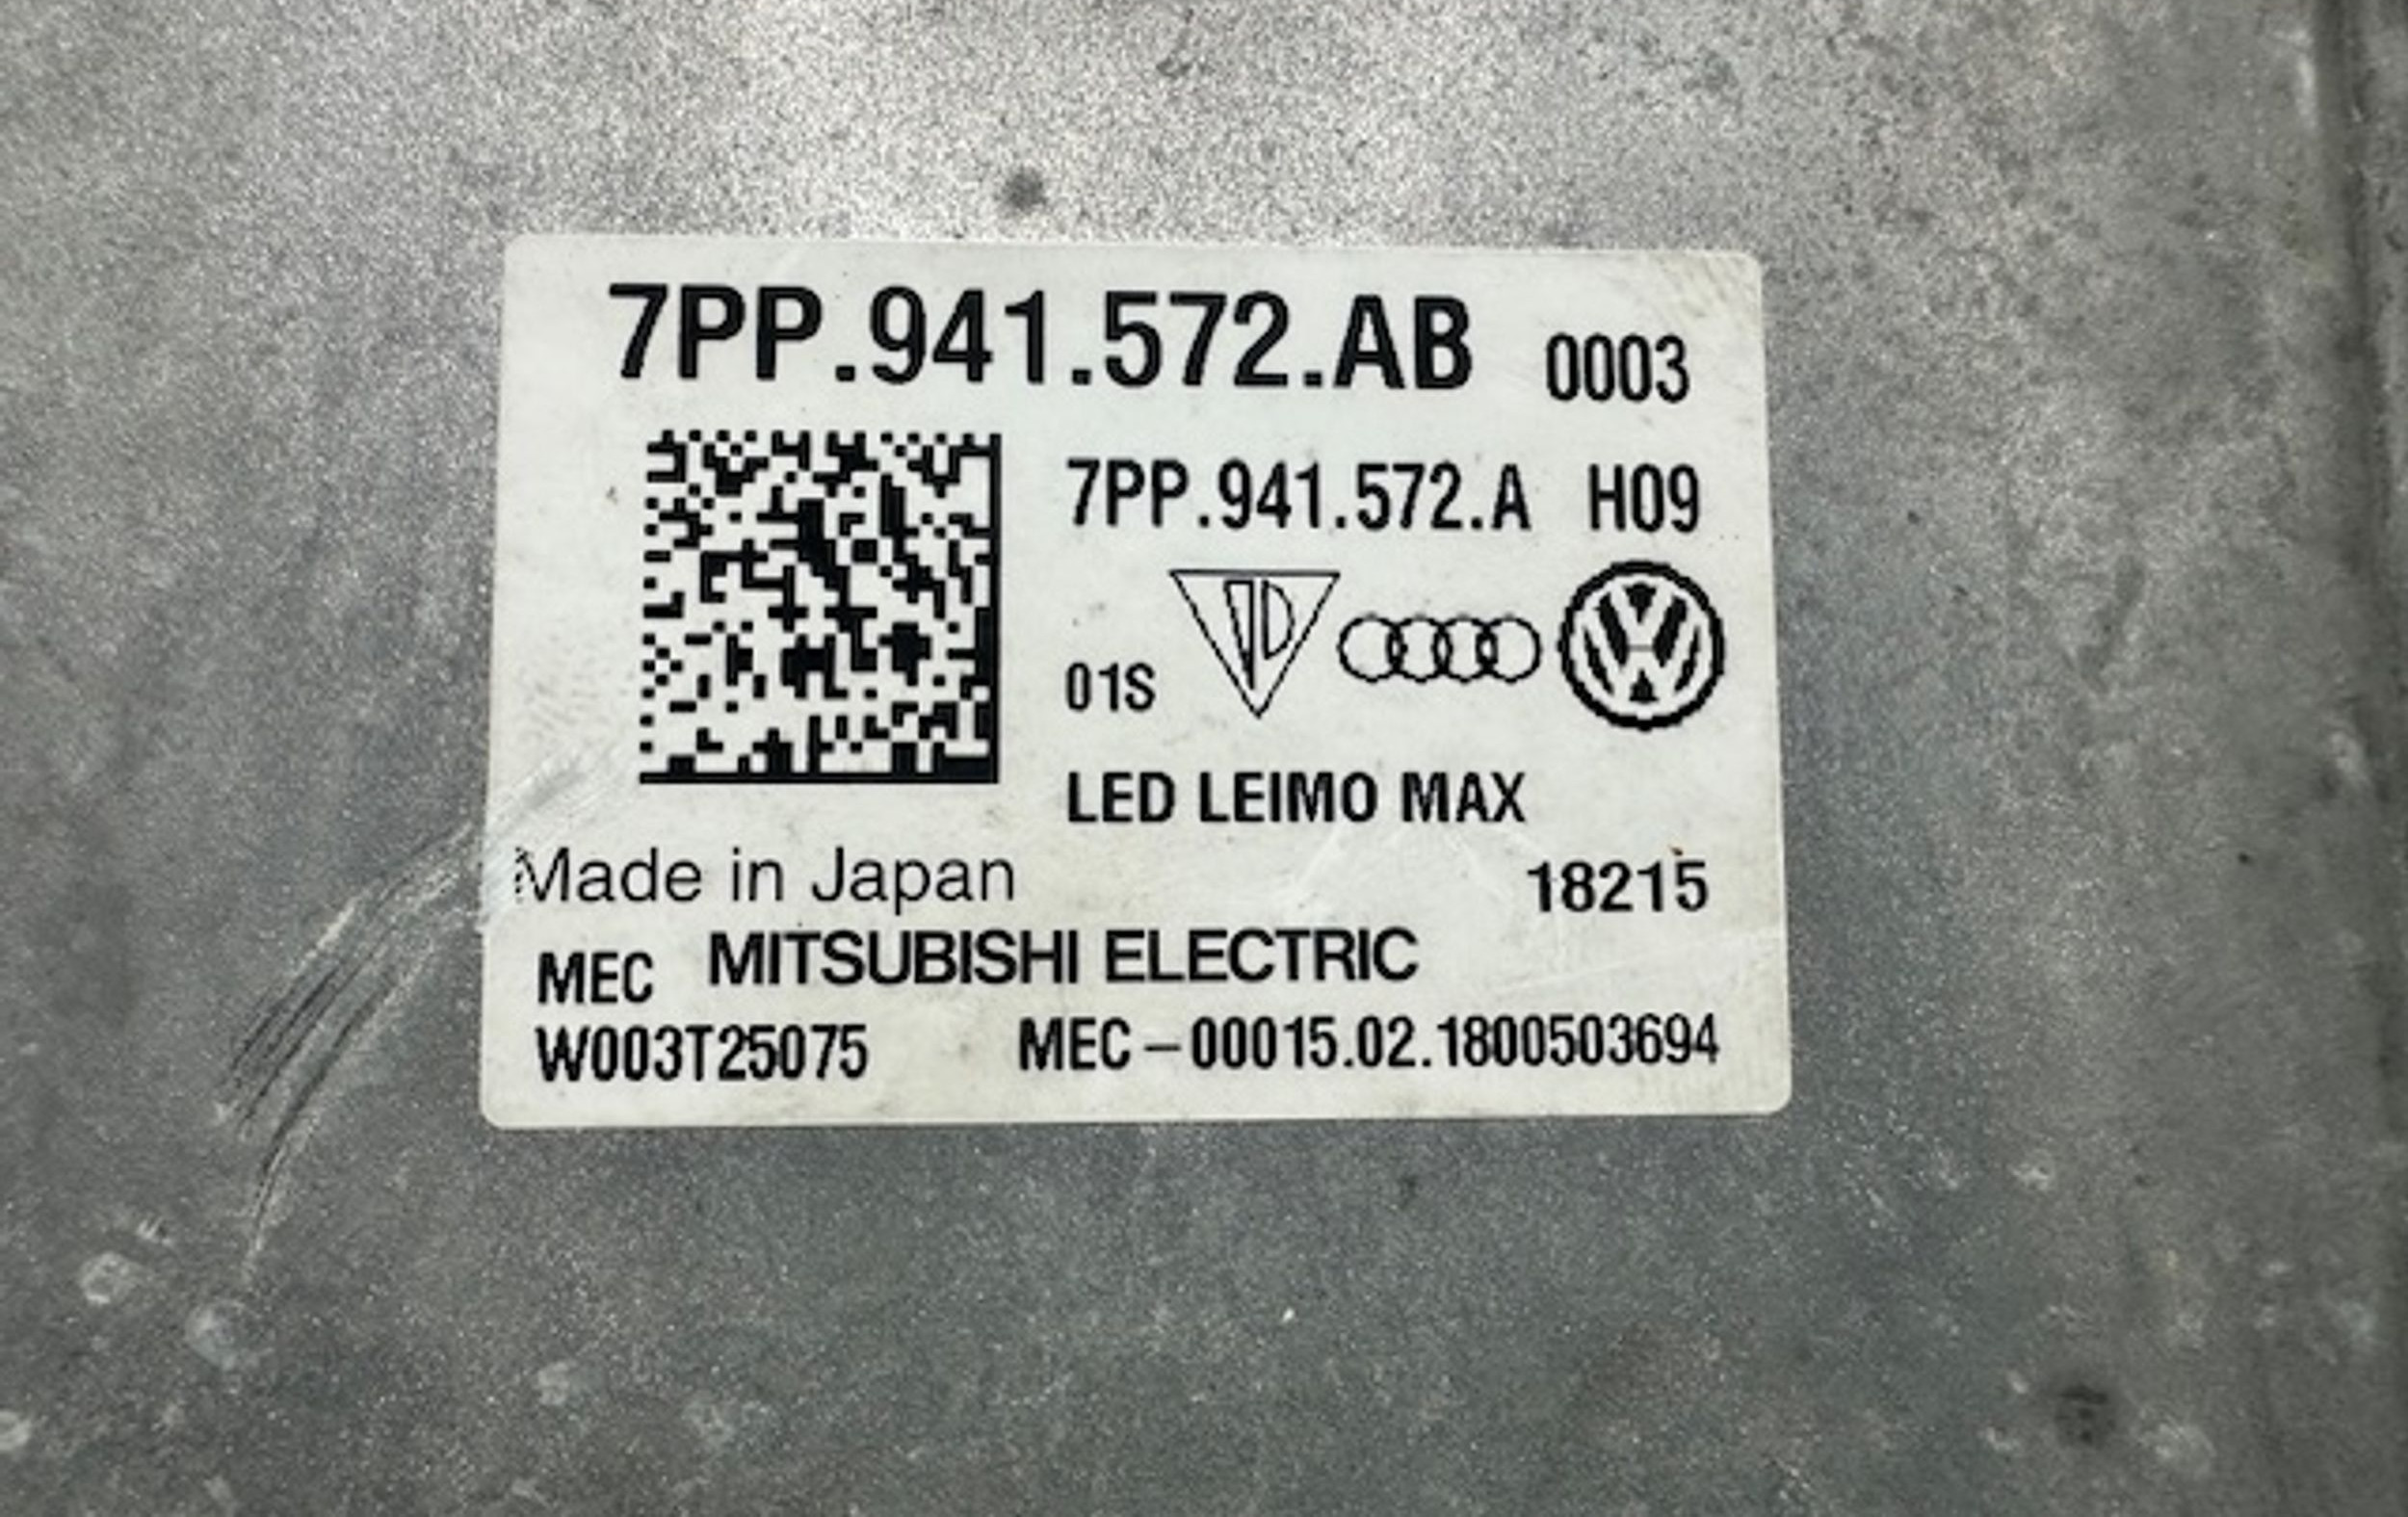 7PP.941.572.AB 0003
7PP.941.572.A H09
01S
LED LEIMO MAX
Made in Japan 18215
MEC MITSUBISHI ELECTRIC
W003T25075 MEC-00015.02.1800503694